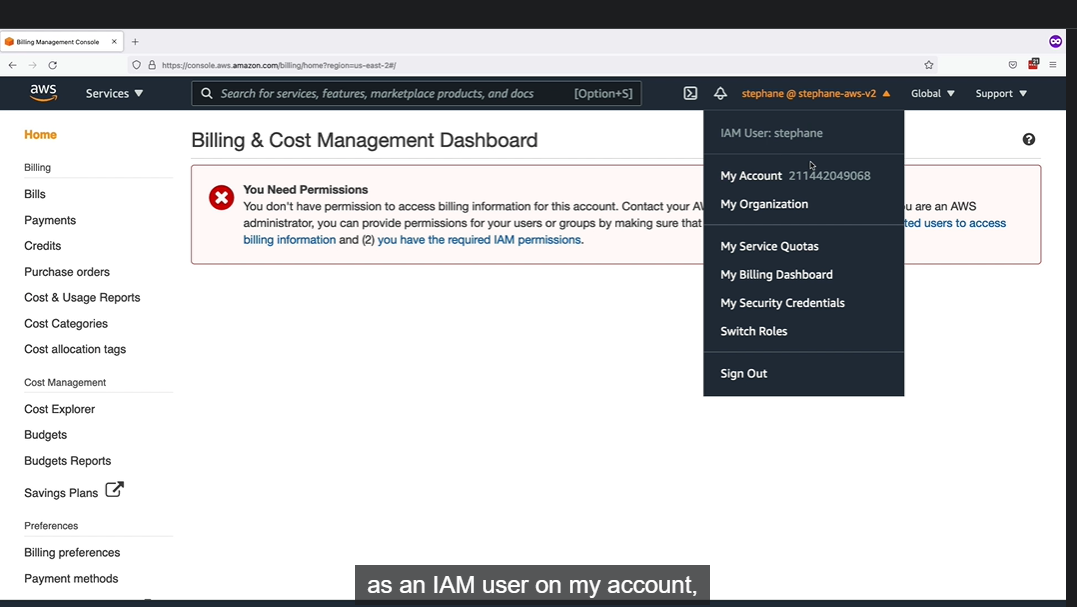 Billing Management Console
https://console.aws.amazon.com/billing/home?region=us-east-2#/
21
aws
Services
Search for services, features, marketplace products, and docs [Option+S]
stephane @ stephane-aws-v2
Global
Support
Home
Billing
Bills
Payments
Credits
Purchase orders
Cost & Usage Reports
Cost Categories
Cost allocation tags
Cost Management
Cost Explorer
Budgets
Budgets Reports
Savings Plans
Preferences
Billing preferences
Payment methods
Billing & Cost Management Dashboard
You Need Permissions
You don't have permission to access billing information for this account. Contact your AW ou are an AWS
administrator, you can provide permissions for your users or groups by making sure that ted users to access
billing information and (2) you have the required IAM permissions.
IAM User: stephane
My Account 211442049068
My Organization
My Service Quotas
My Billing Dashboard
My Security Credentials
Switch Roles
Sign Out
as an IAM user on my account,